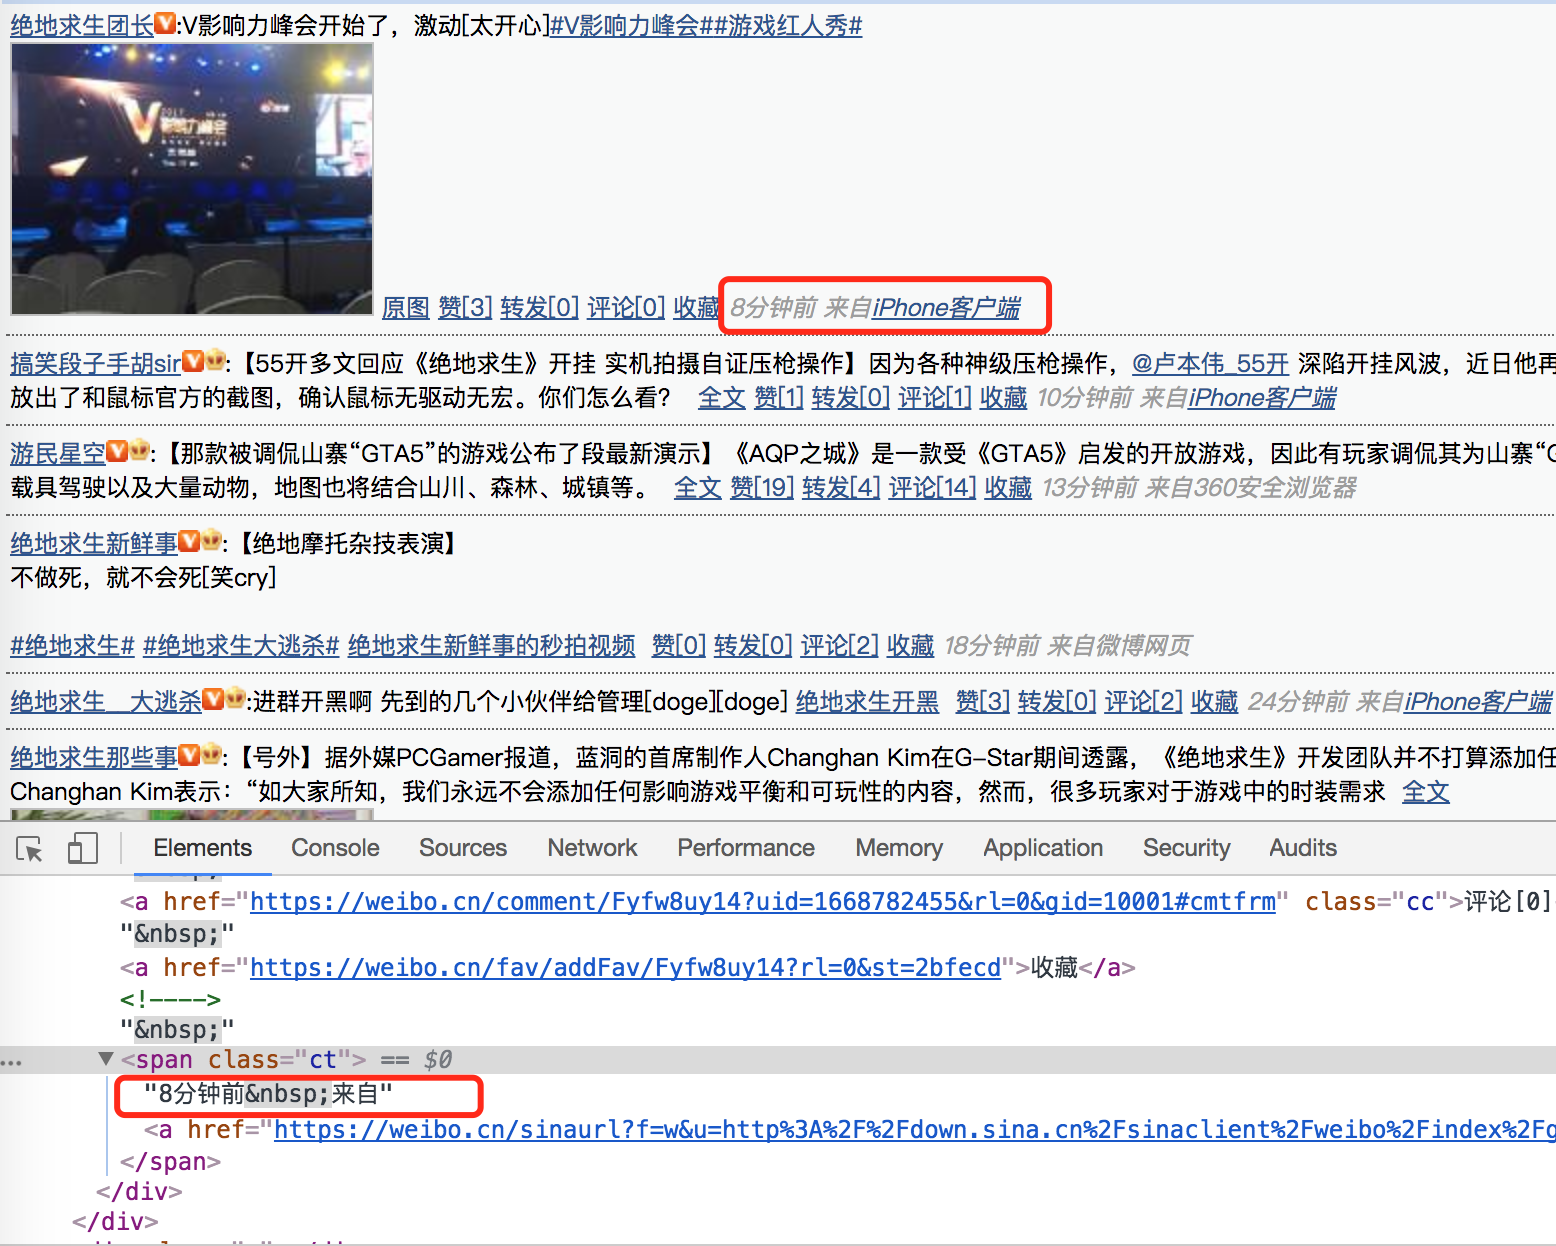 绝地求生团长V:V影响力峰会开始了，激动[太开心]#V影响力峰会##游戏红人秀#
2017
V影响力峰会
原图 赞[3] 转发[0] 评论[0] 收藏 8分钟前 来自iPhone客户端
搞笑段子手胡sirV:【55开多文回应《绝地求生》开挂 实机拍摄自证压枪操作】因为各种神级压枪操作，@卢本伟_55开 深陷开挂风波，近日他再
放出了和鼠标官方的截图，确认鼠标无驱动无宏。你们怎么看？ 全文 赞[1] 转发[0] 评论[1] 收藏 10分钟前 来自iPhone客户端
游民星空V:【那款被调侃山寨“GTA5”的游戏公布了段最新演示】《AQP之城》是一款受《GTA5》启发的开放游戏，因此有玩家调侃其为山寨“G
载具驾驶以及大量动物，地图也将结合山川、森林、城镇等。 全文 赞[19] 转发[4] 评论[14] 收藏 13分钟前 来自360安全浏览器
绝地求生新鲜事V:【绝地摩托杂技表演】
不做死，就不会死[笑cry]
#绝地求生# #绝地求生大逃杀# 绝地求生新鲜事的秒拍视频 赞[0] 转发[0] 评论[2] 收藏 18分钟前 来自微博网页
绝地求生__大逃杀V:进群开黑啊 先到的几个小伙伴给管理[doge][doge] 绝地求生开黑 赞[3] 转发[0] 评论[2] 收藏 24分钟前 来自iPhone客户端
绝地求生那些事V:【号外】据外媒PCGamer报道，蓝洞的首席制作人Changhan Kim在G-Star期间透露，《绝地求生》开发团队并不打算添加任
Changhan Kim表示：“如大家所知，我们永远不会添加任何影响游戏平衡和可玩性的内容，然而，很多玩家对于游戏中的时装需求 全文
Elements Console Sources Network Performance Memory Application Security Audits
<a href="https://weibo.cn/comment/Fyfw8uy14?uid=1668782455&rl=0&gid=10001#cmtfrm" class="cc">评论[0]
"&nbsp;"
<a href="https://weibo.cn/fav/addFav/Fyfw8uy14?rl=0&st=2bfecd">收藏</a>
<!---->
"&nbsp;"
... ▼<span class="ct"> == $0
"8分钟前&nbsp;来自"
<a href="https://weibo.cn/sinaurl?f=w&u=http%3A%2F%2Fdown.sina.cn%2Fsinaclient%2Fweibo%2Findex%2Fg
</span>
</div>
</div>